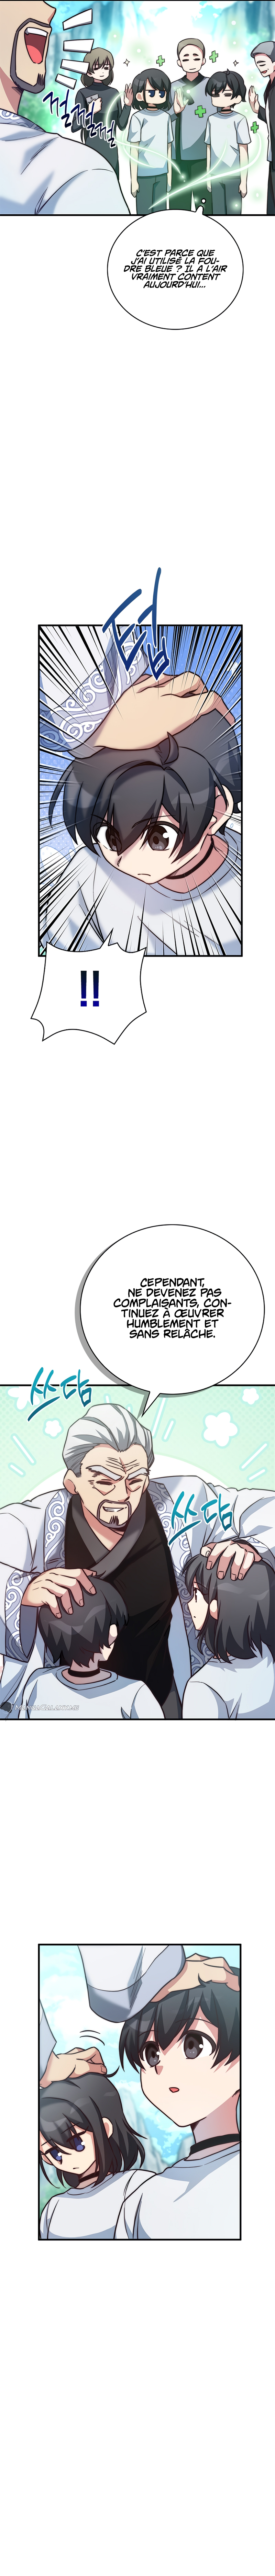 껄껄껄
C'EST PARCE QUE
J'AI UTILISÉ LA FOU-
DRE BLEUE ? IL A L'AIR
VRAIMENT CONTENT
AUJOURD'HUI...
텁
!!
CEPENDANT,
NE DEVENEZ PAS
COMPLAISANTS, CON-
TINUEZ À ŒUVRER
HUMBLEMENT ET
SANS RELÂCHE.
쓰담
쓰담